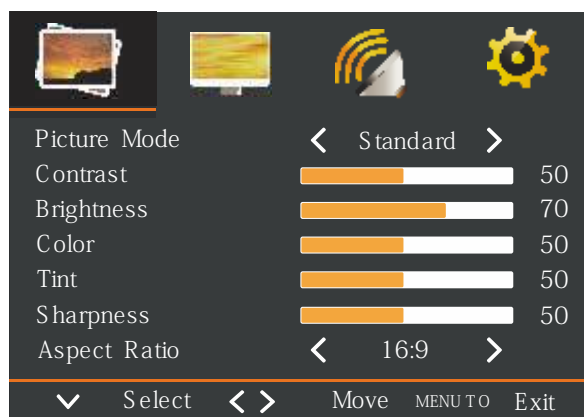 Picture Mode Standard
Contrast 50
Brightness 70
Color 50
Tint 50
Sharpness 50
Aspect Ratio 16:9
Select Move MENU TO Exit